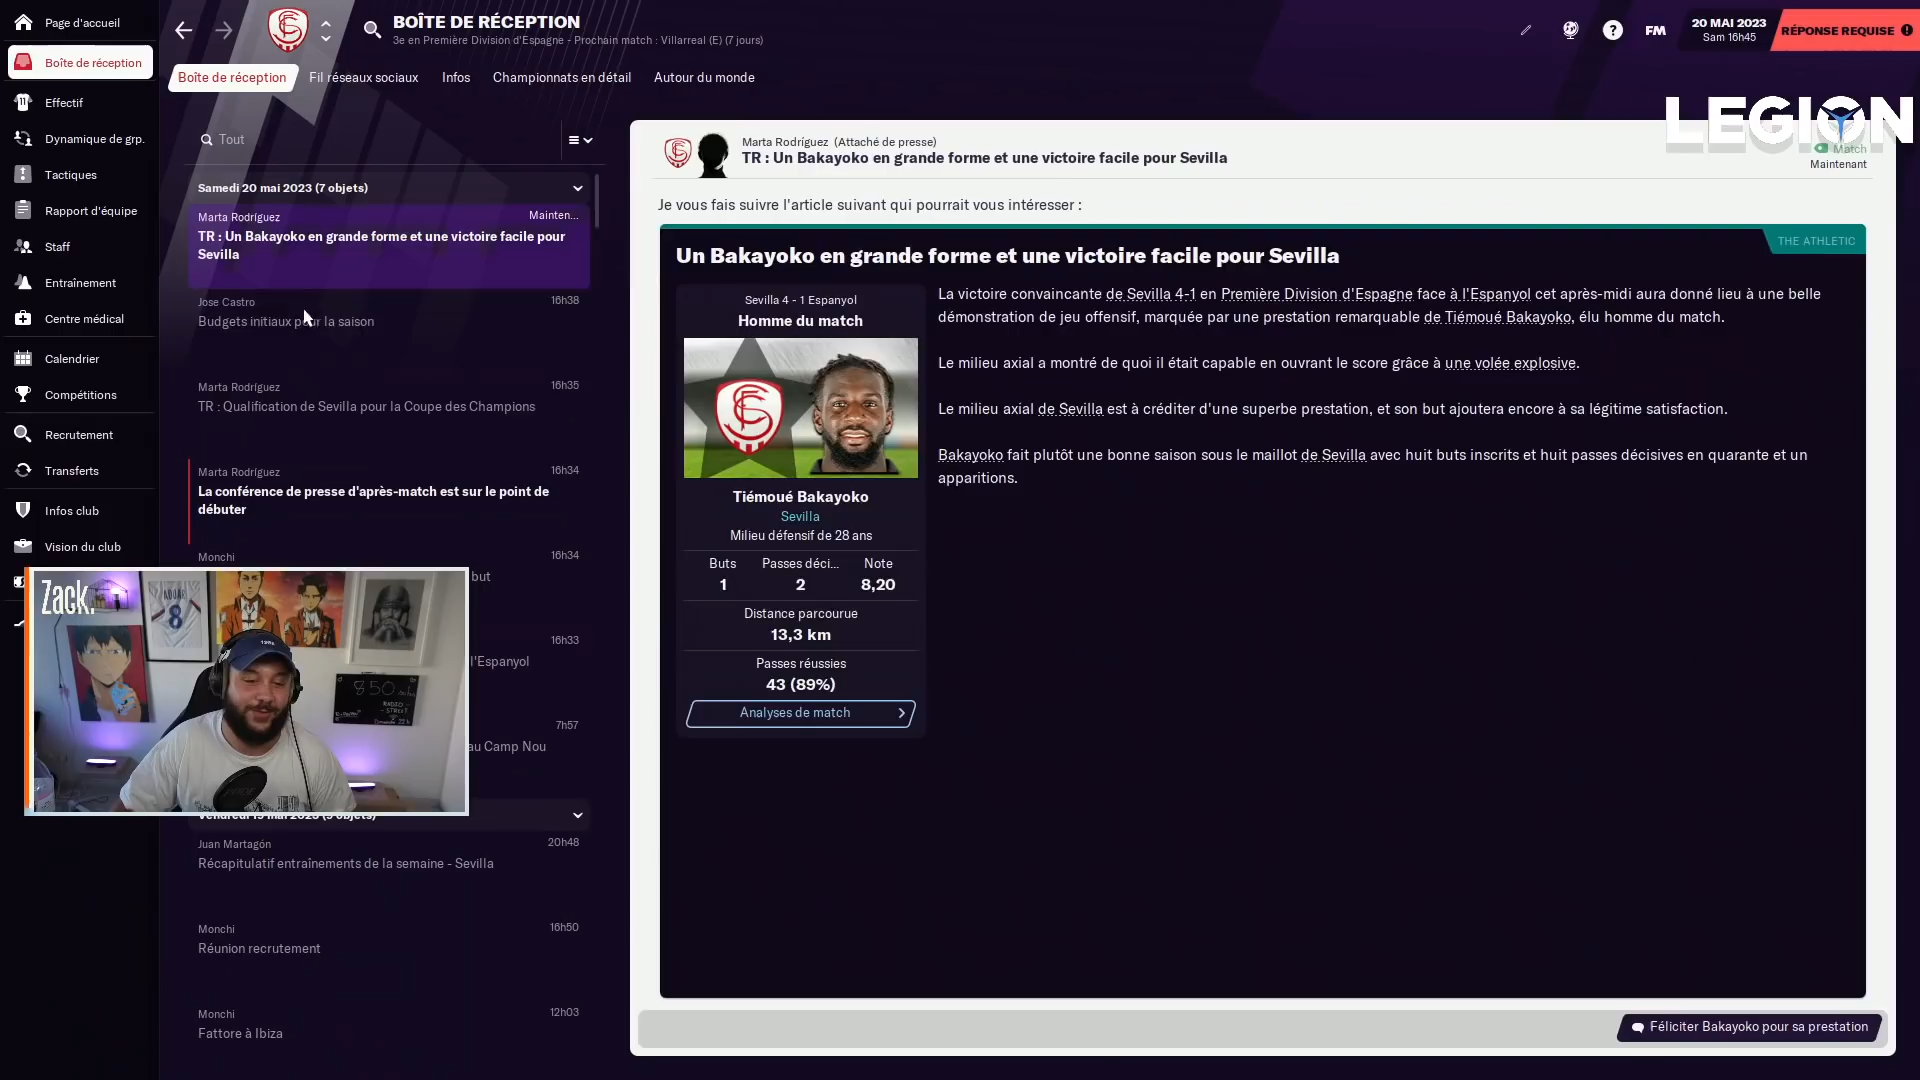 Page d'accueil
Boîte de réception
Effectif
Dynamique de grp.
Tactiques
Rapport d'équipe
Staff
Entraînement
Centre médical
Calendrier
Compétitions
Recrutement
Transferts
Infos club
Vision du club
BOÎTE DE RÉCEPTION
3e en Première Division d'Espagne - Prochain match : Villarreal (E) (7 jours)
FM
20 MAI 2023
Sam 16h45
RÉPONSE REQUISE
Boîte de réception
Fil réseaux sociaux
Infos
Championnats en détail
Autour du monde
LEGION
Tout
Samedi 20 mai 2023 (7 objets)
Marta Rodríguez
Mainten...
TR : Un Bakayoko en grande forme et une victoire facile pour
Sevilla
Jose Castro
16h38
Budgets initiaux pour la saison
Marta Rodríguez
16h35
TR : Qualification de Sevilla pour la Coupe des Champions
Marta Rodríguez
16h34
La conférence de presse d'après-match est sur le point de
débuter
Monchi
16h34
but
16h33
l'Espanyol
7h57
au Camp Nou
Vendredi 19 mai 2023 (5 objets)
Juan Martagón
20h48
Récapitulatif entraînements de la semaine - Sevilla
Monchi
16h50
Réunion recrutement
Monchi
12h03
Fattore à Ibiza
Zack.
8
850
Marta Rodríguez (Attaché de presse)
TR : Un Bakayoko en grande forme et une victoire facile pour Sevilla
Match
Maintenant
Je vous fais suivre l'article suivant qui pourrait vous intéresser :
THE ATHLETIC
Un Bakayoko en grande forme et une victoire facile pour Sevilla
Sevilla 4 - 1 Espanyol
Homme du match
Tiémoué Bakayoko
Sevilla
Milieu défensif de 28 ans
Buts
Passes déci...
Note
1
2
8,20
Distance parcourue
13,3 km
Passes réussies
43 (89%)
Analyses de match
La victoire convaincante de Sevilla 4-1 en Première Division d'Espagne face à l'Espanyol cet après-midi aura donné lieu à une belle
démonstration de jeu offensif, marquée par une prestation remarquable de Tiémoué Bakayoko, élu homme du match.
Le milieu axial a montré de quoi il était capable en ouvrant le score grâce à une volée explosive.
Le milieu axial de Sevilla est à créditer d'une superbe prestation, et son but ajoutera encore à sa légitime satisfaction.
Bakayoko fait plutôt une bonne saison sous le maillot de Sevilla avec huit buts inscrits et huit passes décisives en quarante et un
apparitions.
Féliciter Bakayoko pour sa prestation